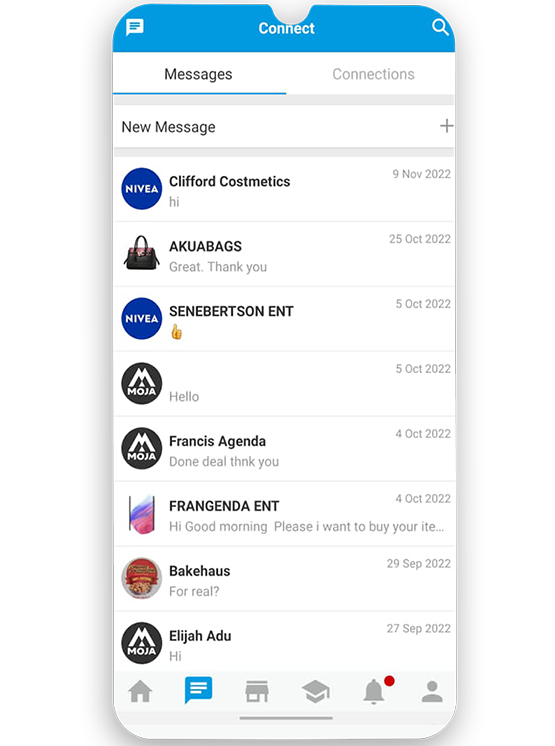 Connect
Messages
Connections
New Message
NIVEA
Clifford Costmetics
9 Nov 2022
hi
AKUABAGS
25 Oct 2022
Great. Thank you
NIVEA
SENEBERTSON ENT
5 Oct 2022
👍
MOJA
5 Oct 2022
Hello
MOJA
Francis Agenda
4 Oct 2022
Done deal thnk you
FRANGENDA ENT
4 Oct 2022
Hi Good morning Please i want to buy your ite...
Bakehaus
29 Sep 2022
For real?
MOJA
Elijah Adu
27 Sep 2022
Hi